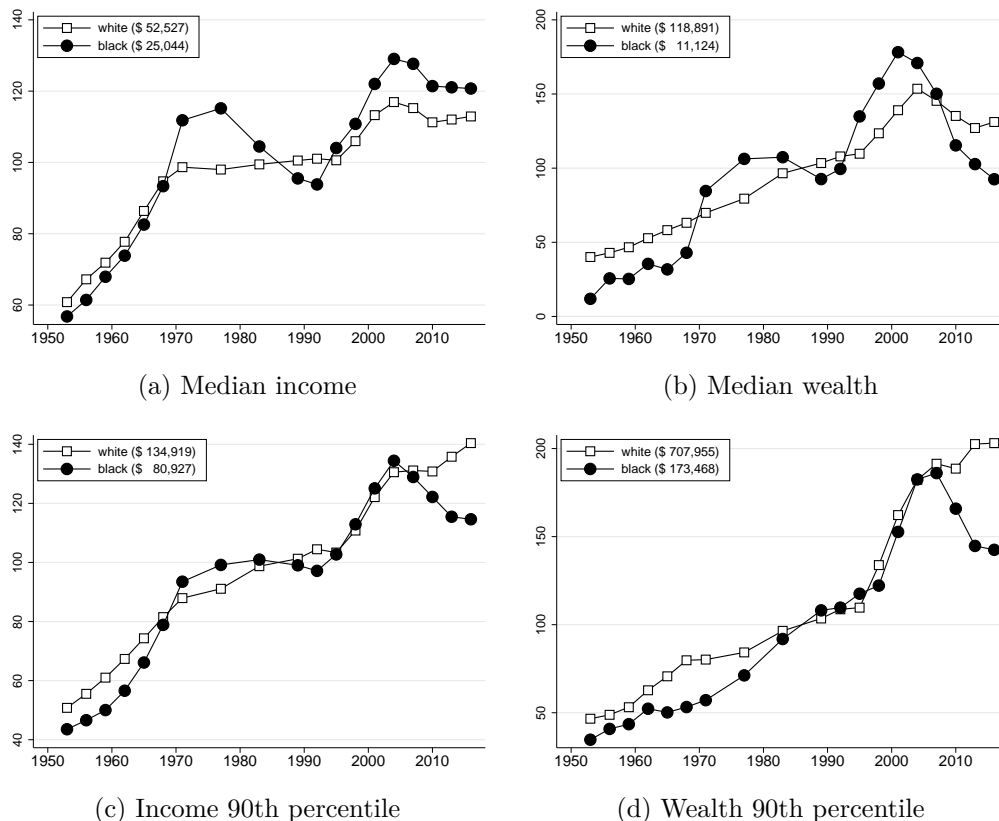 140
120
100
80
60
white ($ 52,527)
black ($ 25,044)
1950 1960 1970 1980 1990 2000 2010
(a) Median income
200
150
100
50
0
white ($ 118,891)
black ($ 11,124)
1950 1960 1970 1980 1990 2000 2010
(b) Median wealth
140
120
100
80
60
40
white ($ 134,919)
black ($ 80,927)
1950 1960 1970 1980 1990 2000 2010
(c) Income 90th percentile
200
150
100
50
white ($ 707,955)
black ($ 173,468)
1950 1960 1970 1980 1990 2000 2010
(d) Wealth 90th percentile